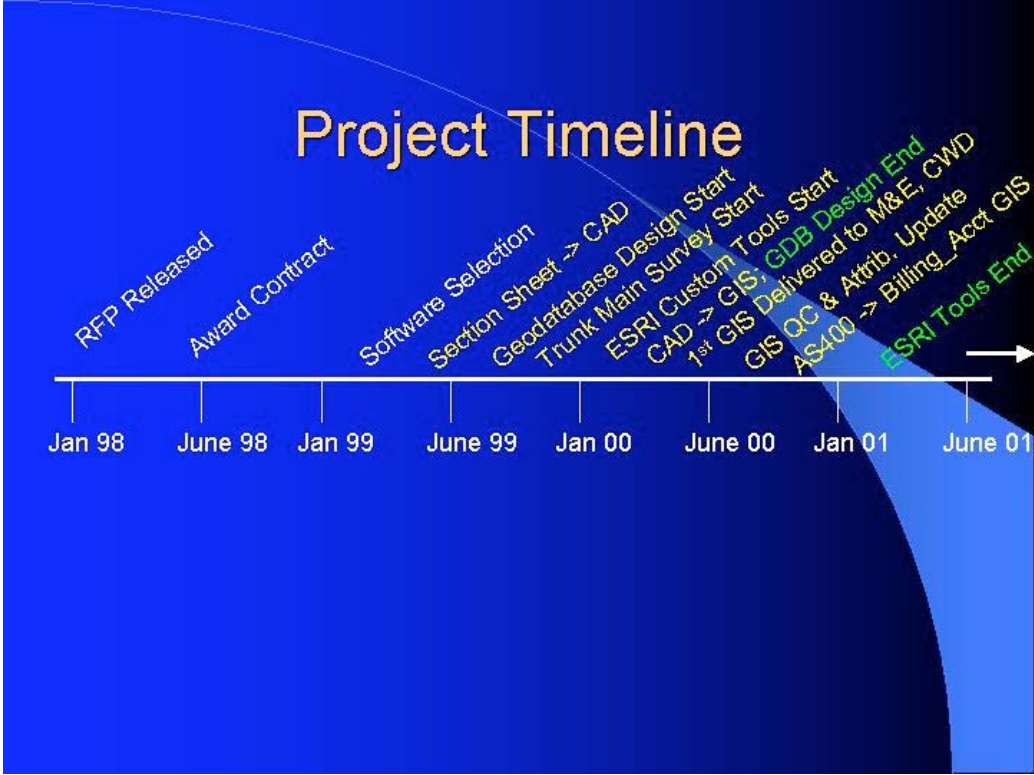 Project Timeline
RFP Released
Award Contract
Software Selection
Section Sheet -> CAD
Geodatabase Design Start
Trunk Main Survey Start
ESRI Custom Tools Start
CAD -> GIS; GDB Design End
1st GIS Delivered to M&E, CWD
GIS QC & Attrib. Update
AS400 -> Billing_Acct GIS
ESRI Tools End
Jan 98
June 98
Jan 99
June 99
Jan 00
June 00
Jan 01
June 01